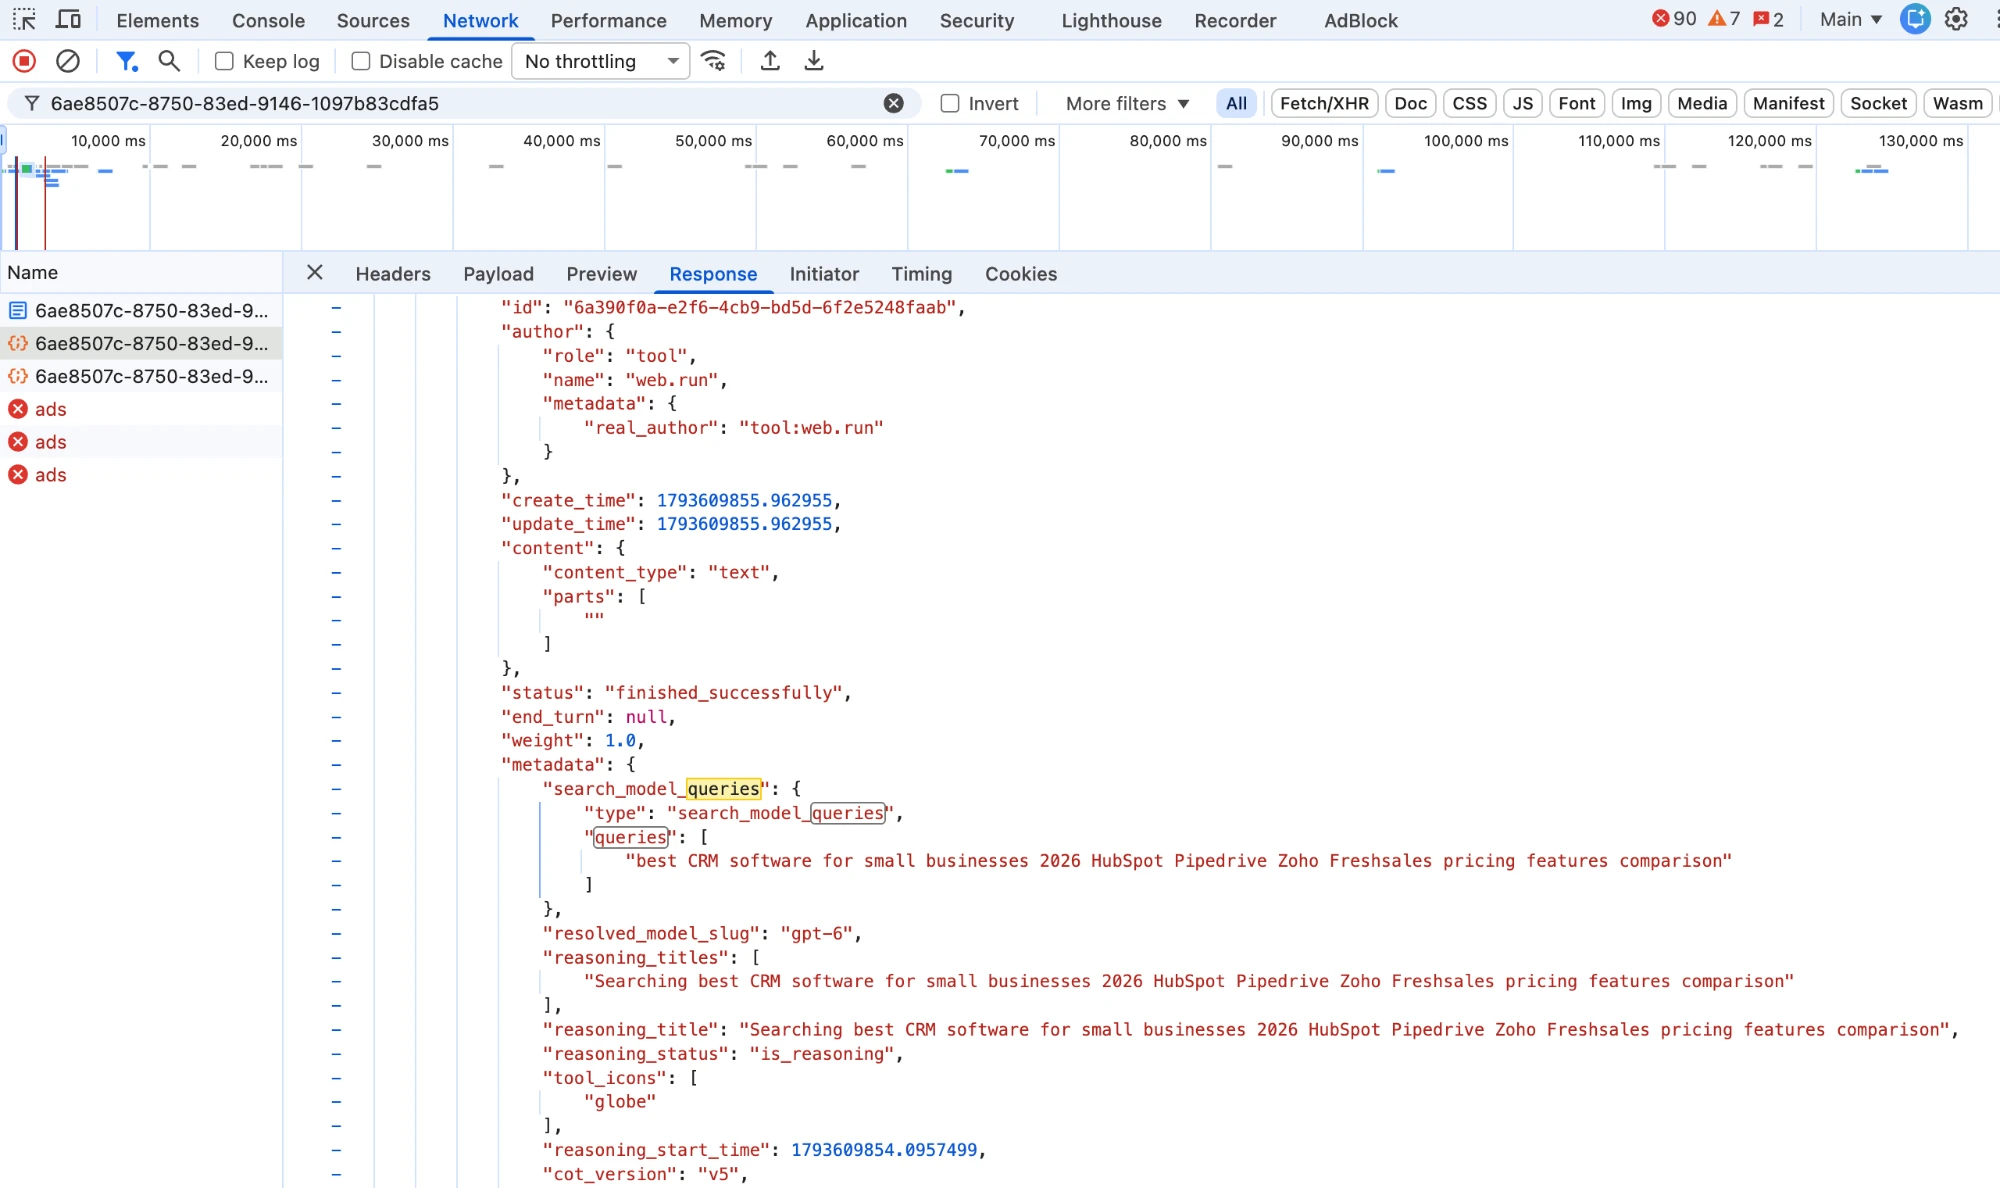 Elements Console Sources Network Performance Memory Application Security Lighthouse Recorder AdBlock 90 7 2 Main
Keep log Disable cache No throttling
6ae8507c-8750-83ed-9146-1097b83cdfa5 Invert More filters All Fetch/XHR Doc CSS JS Font Img Media Manifest Socket Wasm
10,000 ms 20,000 ms 30,000 ms 40,000 ms 50,000 ms 60,000 ms 70,000 ms 80,000 ms 90,000 ms 100,000 ms 110,000 ms 120,000 ms 130,000 ms
Name
6ae8507c-8750-83ed-9...
6ae8507c-8750-83ed-9...
6ae8507c-8750-83ed-9...
ads
ads
ads
Headers Payload Preview Response Initiator Timing Cookies
"id": "6a390f0a-e2f6-4cb9-bd5d-6f2e5248faab",
"author": {
"role": "tool",
"name": "web.run",
"metadata": {
"real_author": "tool:web.run"
}
},
"create_time": 1793609855.962955,
"update_time": 1793609855.962955,
"content": {
"content_type": "text",
"parts": [
""
]
},
"status": "finished_successfully",
"end_turn": null,
"weight": 1.0,
"metadata": {
"search_model_queries": {
"type": "search_model_queries",
"queries": [
"best CRM software for small businesses 2026 HubSpot Pipedrive Zoho Freshsales pricing features comparison"
]
},
"resolved_model_slug": "gpt-6",
"reasoning_titles": [
"Searching best CRM software for small businesses 2026 HubSpot Pipedrive Zoho Freshsales pricing features comparison"
],
"reasoning_title": "Searching best CRM software for small businesses 2026 HubSpot Pipedrive Zoho Freshsales pricing features comparison",
"reasoning_status": "is_reasoning",
"tool_icons": [
"globe"
],
"reasoning_start_time": 1793609854.0957499,
"cot_version": "v5",